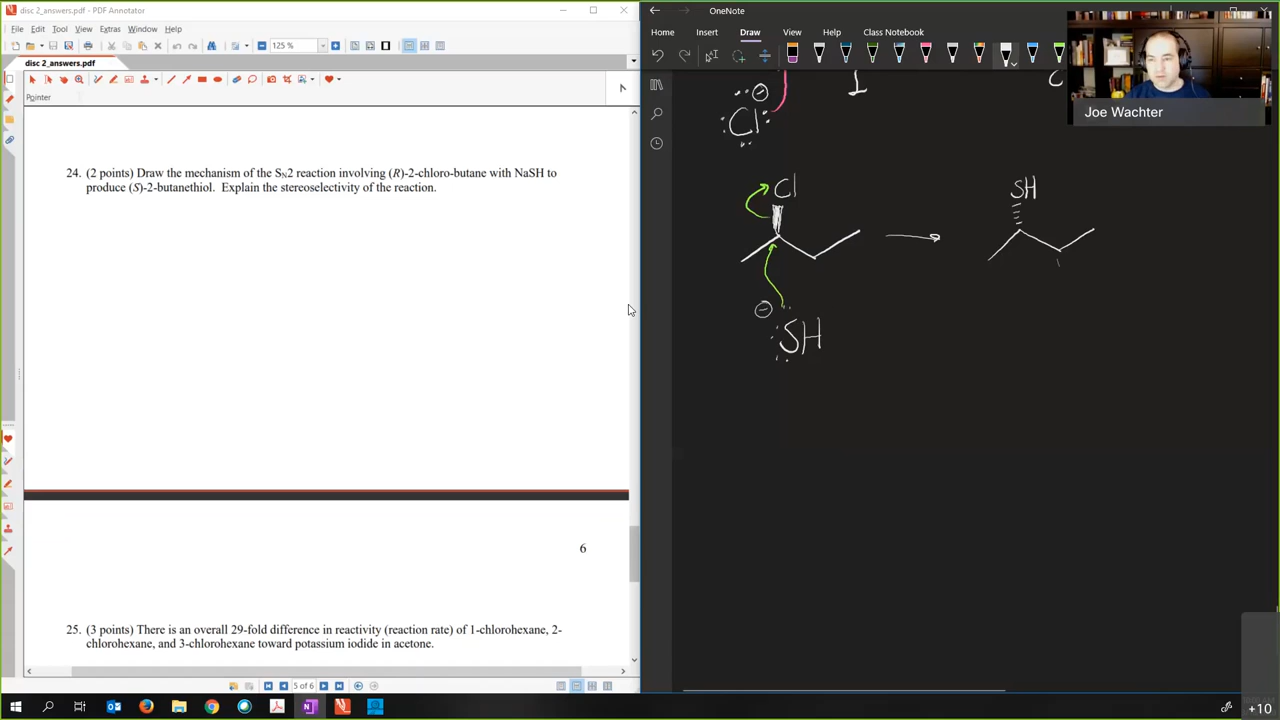 disc 2_answers.pdf - PDF Annotator
File Edit Tool View Extras Window Help
125 %
disc 2_answers.pdf
Pointer
24. (2 points) Draw the mechanism of the SN2 reaction involving (R)-2-chloro-butane with NaSH to
produce (S)-2-butanethiol. Explain the stereoselectivity of the reaction.
6
25. (3 points) There is an overall 29-fold difference in reactivity (reaction rate) of 1-chlorohexane, 2-
chlorohexane, and 3-chlorohexane toward potassium iodide in acetone.
5 of 6
OneNote
Home Insert Draw View Help Class Notebook
Joe Wachter
Cl
I
Cl
SH
SH
+10